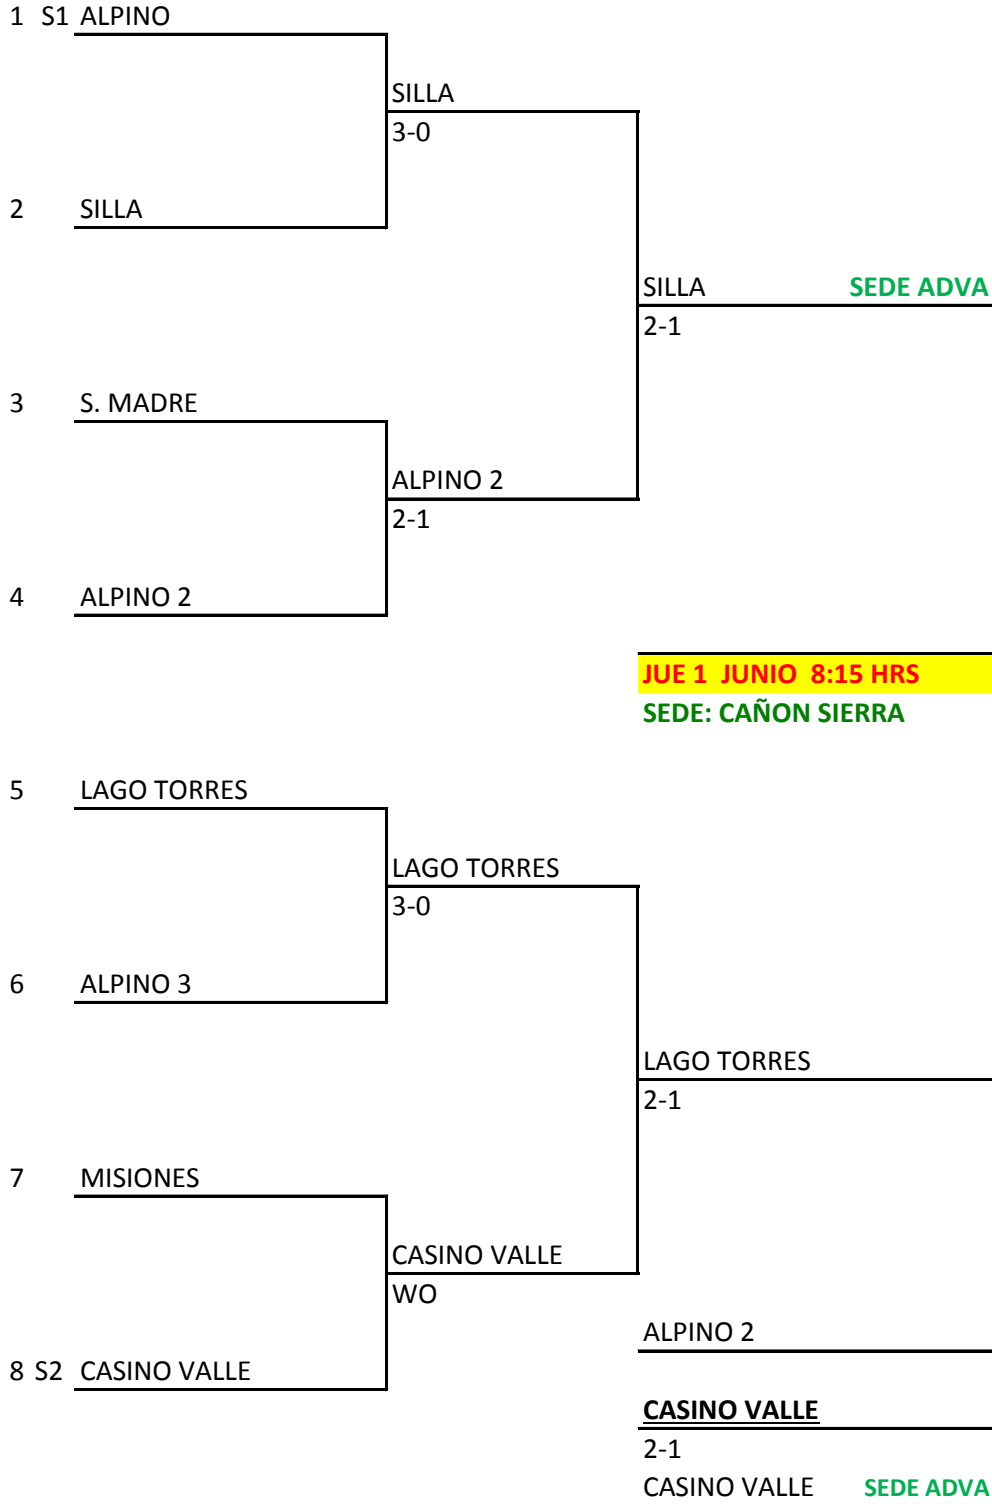 1 S1 ALPINO
SILLA
3-0
2 SILLA
SILLA SEDE ADVA
2-1
3 S. MADRE
ALPINO 2
2-1
4 ALPINO 2
JUE 1 JUNIO 8:15 HRS
SEDE: CAÑON SIERRA
5 LAGO TORRES
LAGO TORRES
3-0
6 ALPINO 3
LAGO TORRES
2-1
7 MISIONES
CASINO VALLE
WO
ALPINO 2
8 S2 CASINO VALLE
CASINO VALLE
2-1
CASINO VALLE SEDE ADVA